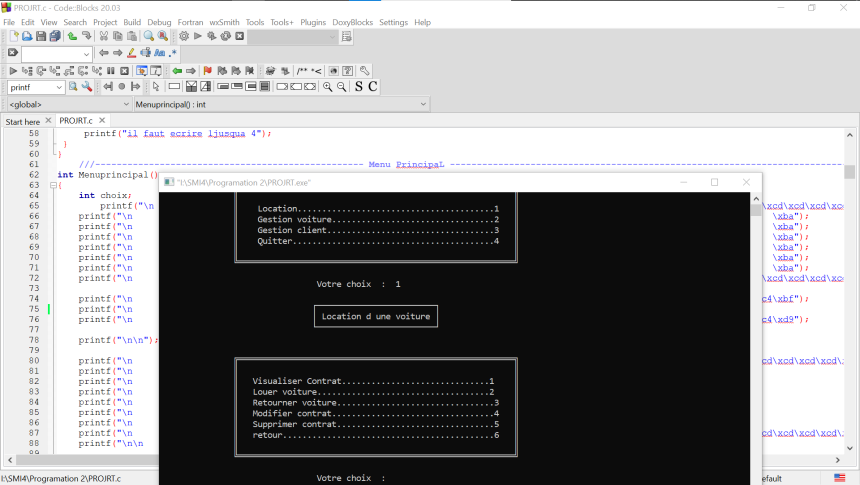 PROJRT.c - Code::Blocks 20.03
File Edit View Search Project Build Debug Fortran wxSmith Tools Tools+ Plugins DoxyBlocks Settings Help
/** *<
printf
S C
<global> Menuprincipal() : int
Start here PROJRT.c
58 printf("il faut ecrire ljusqua 4");
59 }
60 }
61 ///-------------------------------------------------- Menu PrincipaL --------------------------------------------------
62 int Menuprincipal()
63 {
64 int choix;
65 printf("\n \xcd\xcd\xcd\xc
66 printf("\n \xba");
67 printf("\n \xba");
68 printf("\n \xba");
69 printf("\n \xba");
70 printf("\n \xba");
71 printf("\n \xba");
72 printf("\n \xcd\xcd\xcd\xc
73
74 printf("\n c4\xbf");
75 printf("\n
76 printf("\n c4\xd9");
77
78 printf("\n\n");
79
80 printf("\n cd\xcd\xcd\xcd\
81 printf("\n
82 printf("\n
83 printf("\n
84 printf("\n
85 printf("\n
86 printf("\n
87 printf("\n cd\xcd\xcd\xcd\
88 printf("\n\n
89
"I:\SMI4\Programation 2\PROJRT.exe"
Location........................................1
Gestion voiture.................................2
Gestion client..................................3
Quitter.........................................4
Votre choix : 1
Location d une voiture
Visualiser Contrat..............................1
Louer voiture...................................2
Retourner voiture................................3
Modifier contrat.................................4
Supprimer contrat................................5
retour...........................................6
Votre choix :
I:\SMI4\Programation 2\PROJRT.c efault